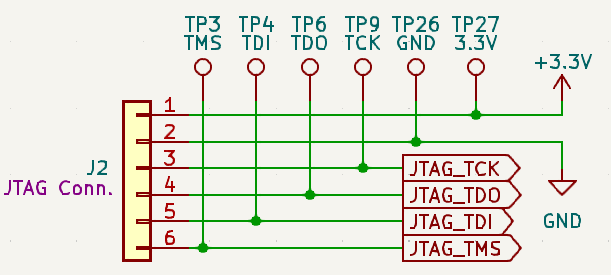 TP3 TP4 TP6 TP9 TP26 TP27
TMS TDI TDO TCK GND 3.3V
+3.3V
1
2
J2 3 JTAG_TCK
JTAG Conn. 4 JTAG_TDO
5 JTAG_TDI GND
6 JTAG_TMS